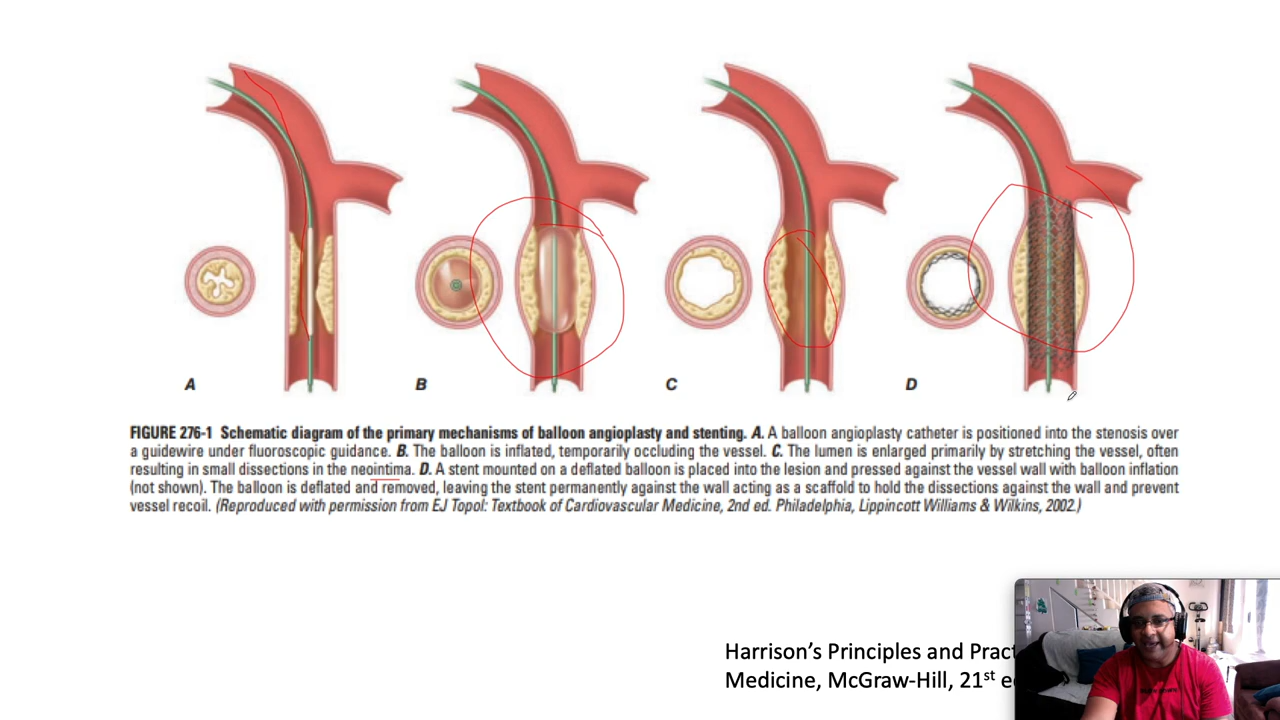 A
B
C
D
FIGURE 276-1 Schematic diagram of the primary mechanisms of balloon angioplasty and stenting. A. A balloon angioplasty catheter is positioned into the stenosis over
a guidewire under fluoroscopic guidance. B. The balloon is inflated, temporarily occluding the vessel. C. The lumen is enlarged primarily by stretching the vessel, often
resulting in small dissections in the neointima. D. A stent mounted on a deflated balloon is placed into the lesion and pressed against the vessel wall with balloon inflation
(not shown). The balloon is deflated and removed, leaving the stent permanently against the wall acting as a scaffold to hold the dissections against the wall and prevent
vessel recoil. (Reproduced with permission from EJ Topol: Textbook of Cardiovascular Medicine, 2nd ed. Philadelphia, Lippincott Williams & Wilkins, 2002.)
Harrison's Principles and
Medicine, McGraw-Hill, 21st